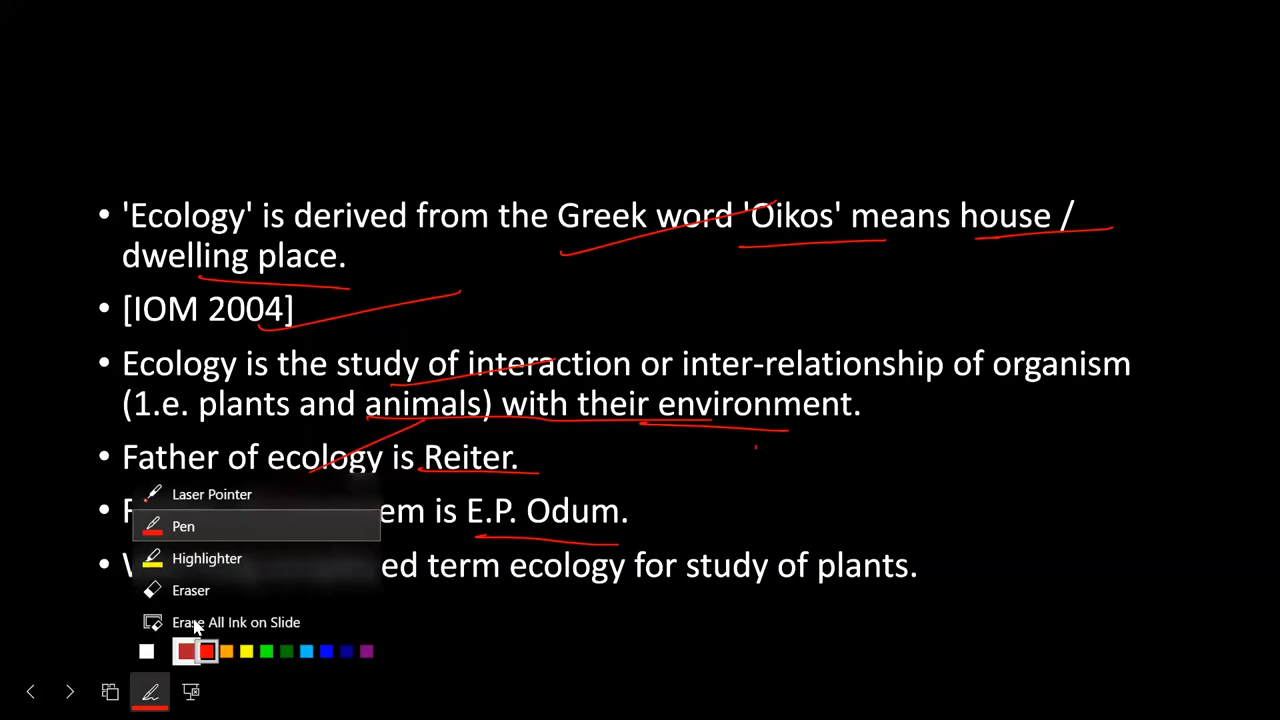 • 'Ecology' is derived from the Greek word 'Oikos' means house /
dwelling place.
• [IOM 2004]
• Ecology is the study of interaction or inter-relationship of organism
(1.e. plants and animals) with their environment.
• Father of ecology is Reiter.
Laser Pointer
• em is E.P. Odum.
Pen
Highlighter
• ed term ecology for study of plants.
Eraser
Erase All Ink on Slide